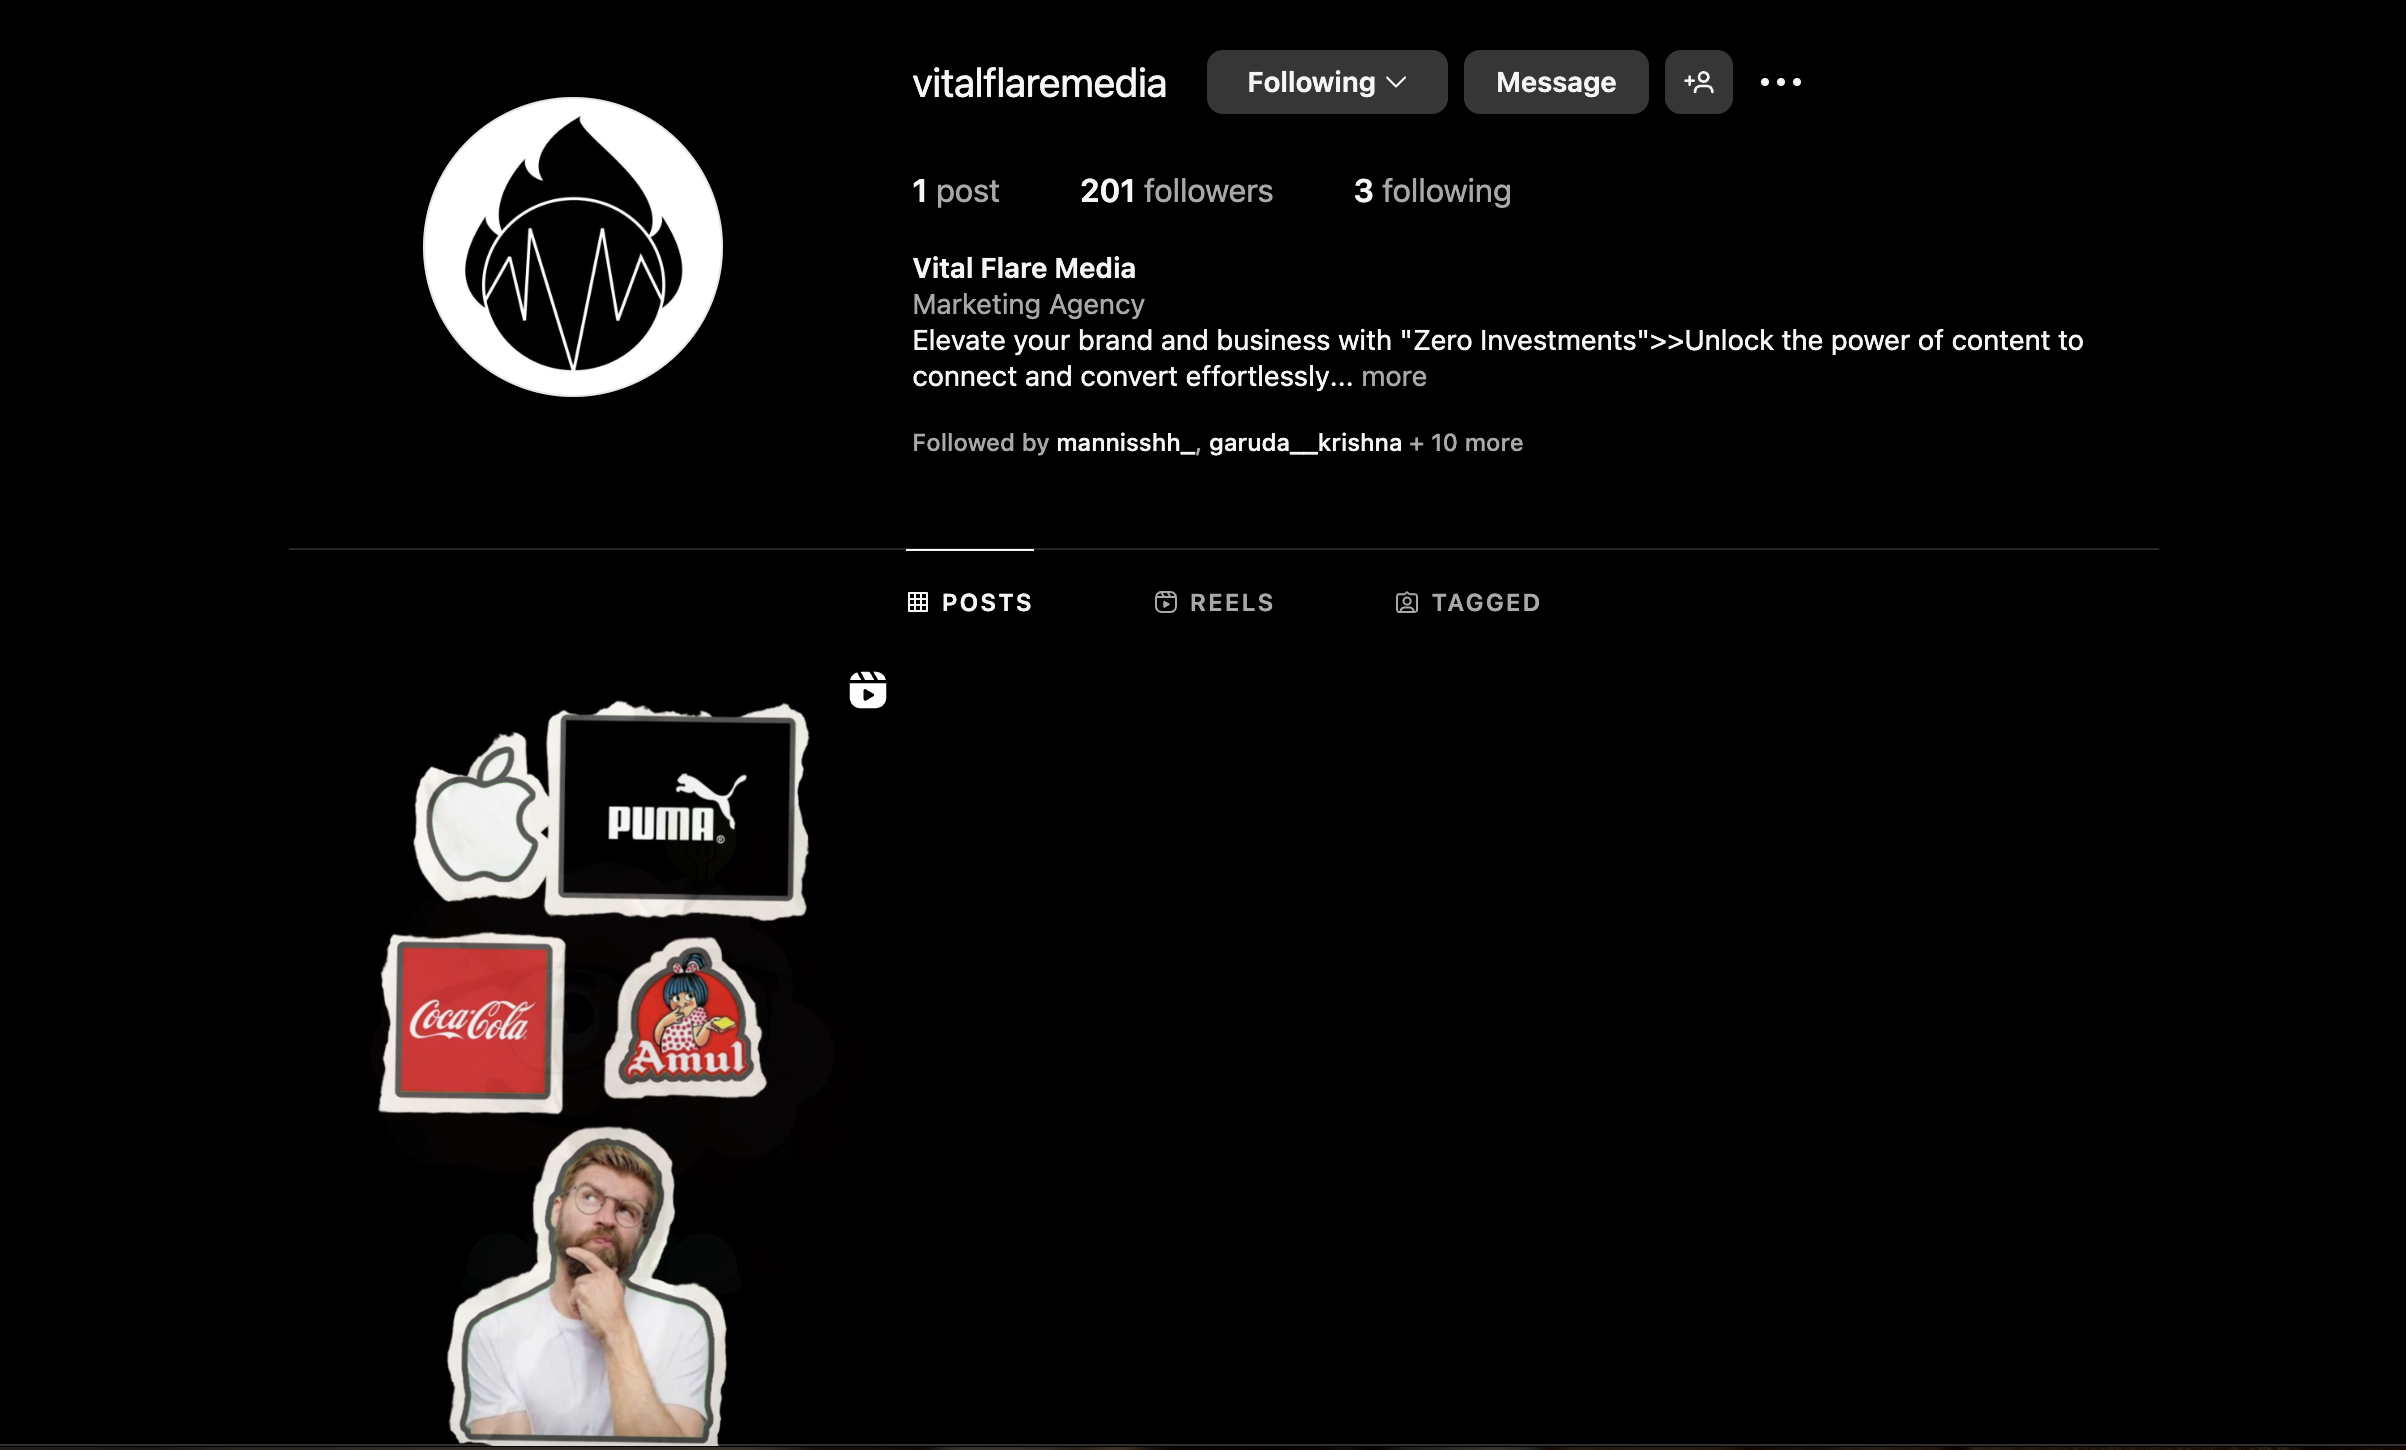 vitalflaremedia Following Message
1 post 201 followers 3 following
Vital Flare Media
Marketing Agency
Elevate your brand and business with "Zero Investments">>Unlock the power of content to
connect and convert effortlessly... more
Followed by mannisshh_, garuda__krishna + 10 more
POSTS REELS TAGGED
PUMA®
Coca-Cola
Amul